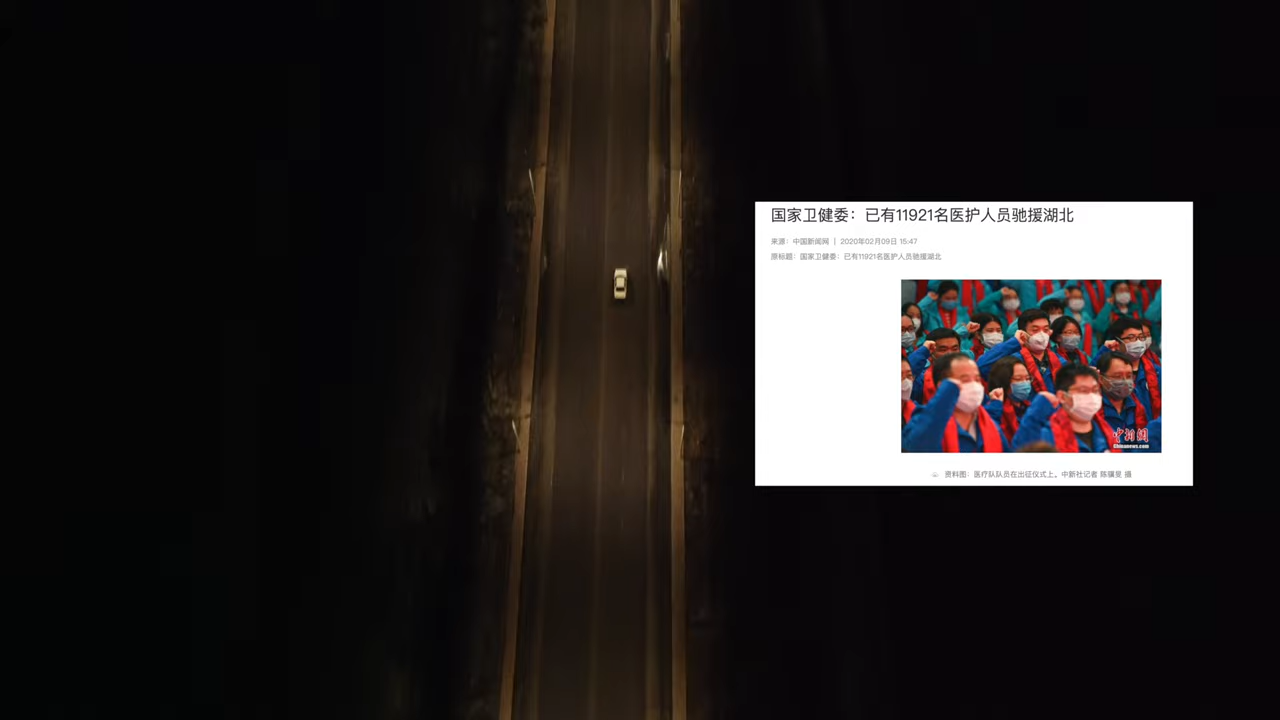 国家卫健委：已有11921名医护人员驰援湖北
来源：中国新闻网 | 2020年02月09日 15:47
原标题：国家卫健委：已有11921名医护人员驰援湖北
中新网
Chinanews.com
资料图：医疗队队员在出征仪式上。中新社记者 陈骥旻 摄